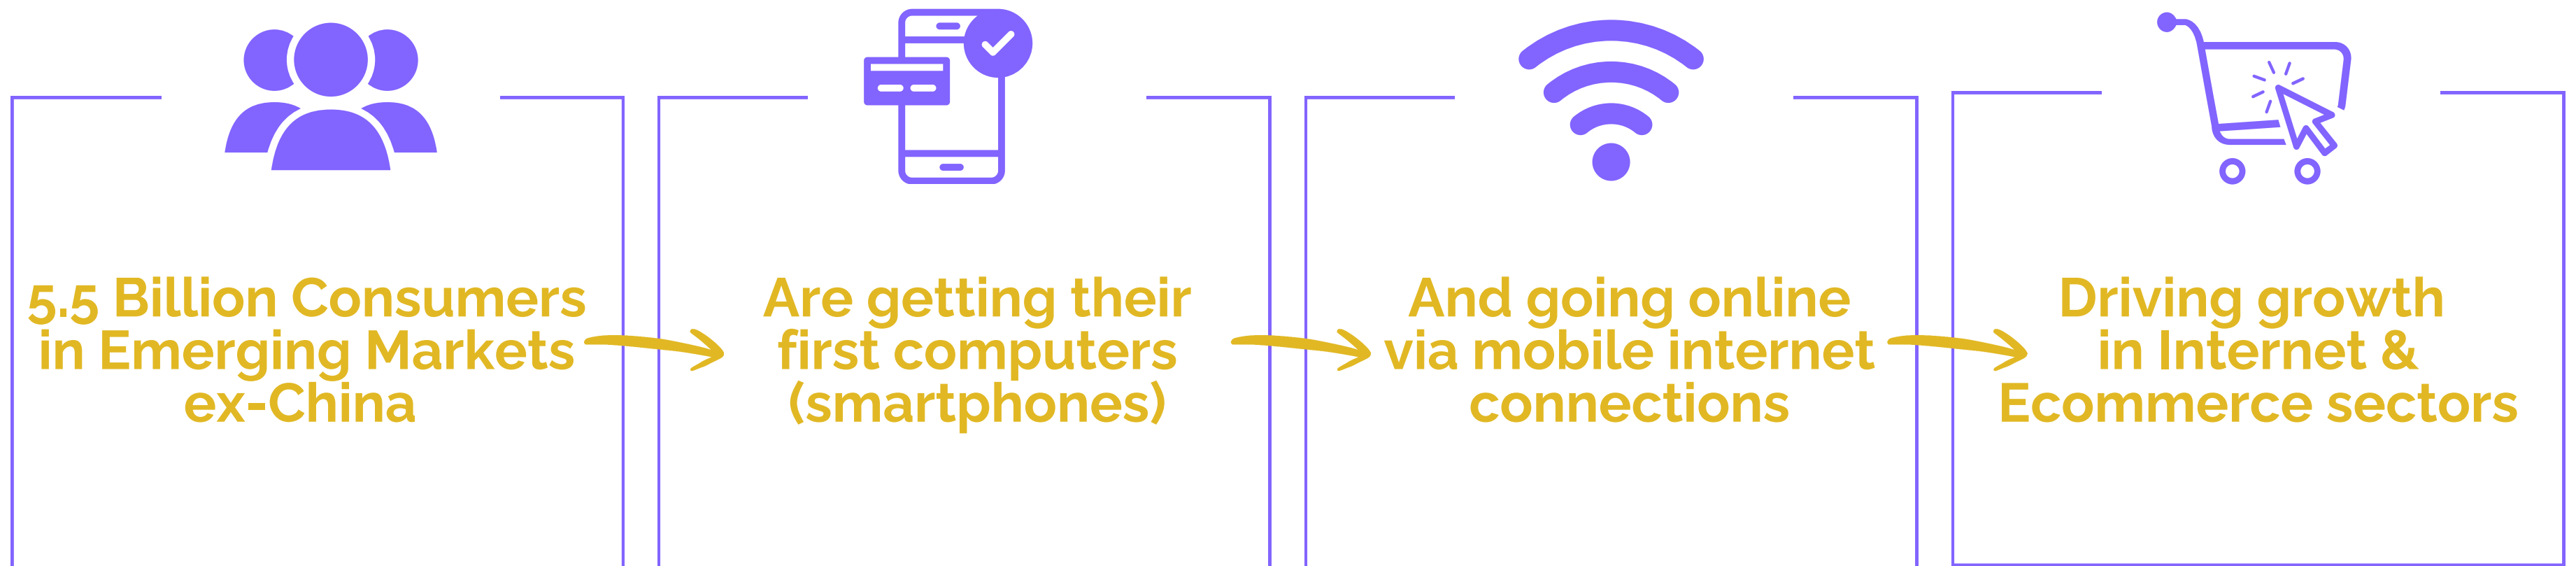 5.5 Billion Consumers
in Emerging Markets
ex-China
Are getting their
first computers
(smartphones)
And going online
via mobile internet
connections
Driving growth
in Internet &
Ecommerce sectors